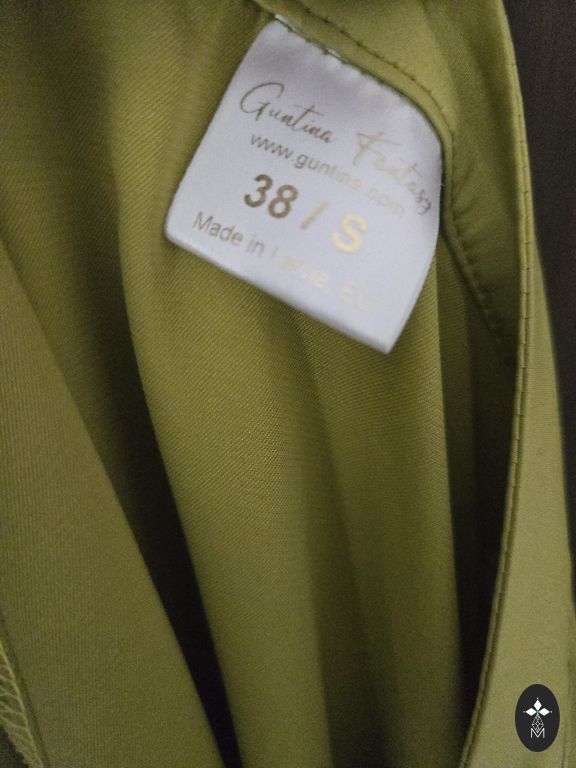 Guntina Fantasy
www.guntina.com
38 / S
Made in Latvia, EU
M